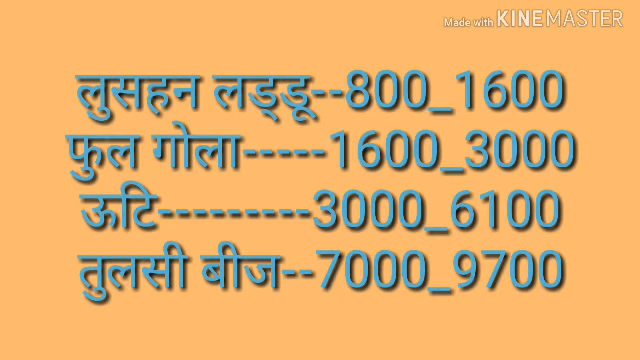 Made with KINEMASTER
लुसहन लड्डू--800_1600
फुल गोला-----1600_3000
ऊटि---------3000_6100
तुलसी बीज--7000_9700